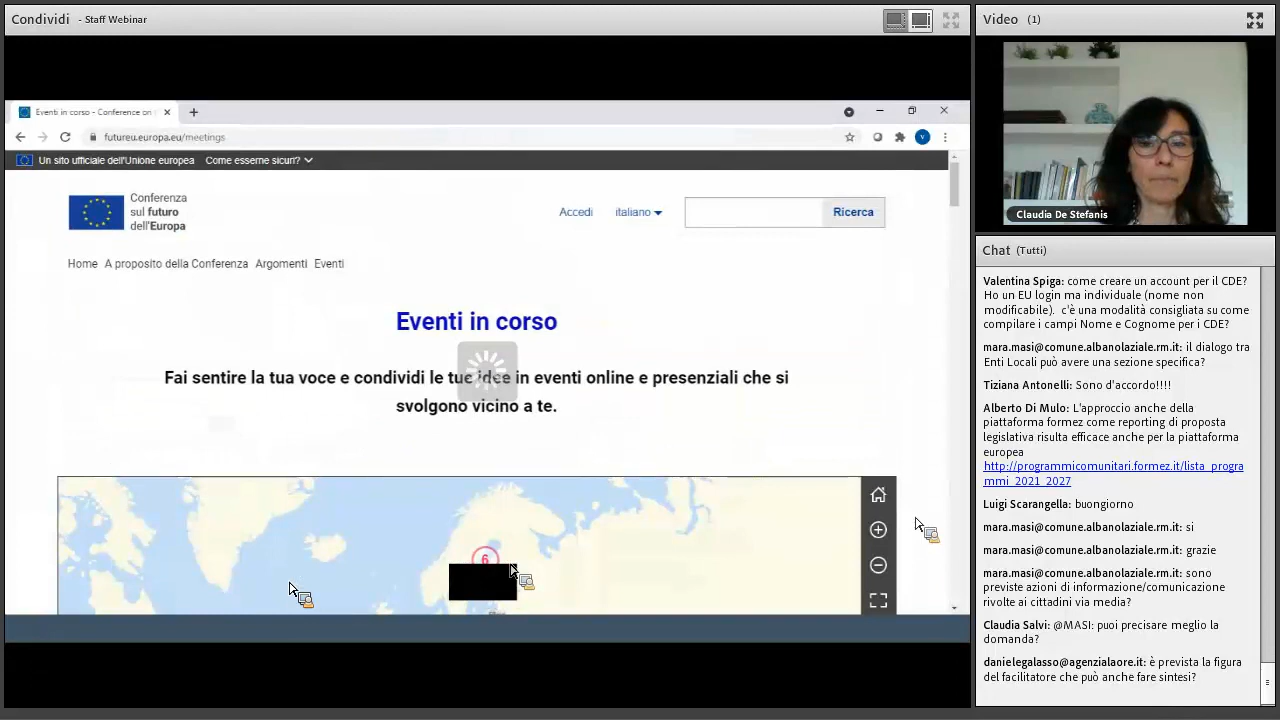 Condividi - Staff Webinar
Eventi in corso - Conference on
futureu.europa.eu/meetings
v
Un sito ufficiale dell'Unione europea Come esserne sicuri?
Conferenza
sul futuro
dell'Europa
Accedi italiano Ricerca
Home A proposito della Conferenza Argomenti Eventi
Eventi in corso
Fai sentire la tua voce e condividi le tue idee in eventi online e presenziali che si
svolgono vicino a te.
6
Video (1)
Claudia De Stefanis
Chat (Tutti)
Valentina Spiga: come creare un account per il CDE?
Ho un EU login ma individuale (nome non
modificabile). c'è una modalità consigliata su come
compilare i campi Nome e Cognome per i CDE?
mara.masi@comune.albanolaziale.rm.it: il dialogo tra
Enti Locali può avere una sezione specifica?
Tiziana Antonelli: Sono d'accordo!!!!
Alberto Di Mulo: L'approccio anche della
piattaforma formez come reporting di proposta
legislativa risulta efficace anche per la piattaforma
europea
http://programmicomunitari.formez.it/lista_progra
mmi_2021_2027
Luigi Scarangella: buongiorno
mara.masi@comune.albanolaziale.rm.it: si
mara.masi@comune.albanolaziale.rm.it: grazie
mara.masi@comune.albanolaziale.rm.it: sono
previste azioni di informazione/comunicazione
rivolte ai cittadini via media?
Claudia Salvi: @MASI: puoi precisare meglio la
domanda?
danielegalasso@agenzialaore.it: è prevista la figura
del facilitatore che può anche fare sintesi?